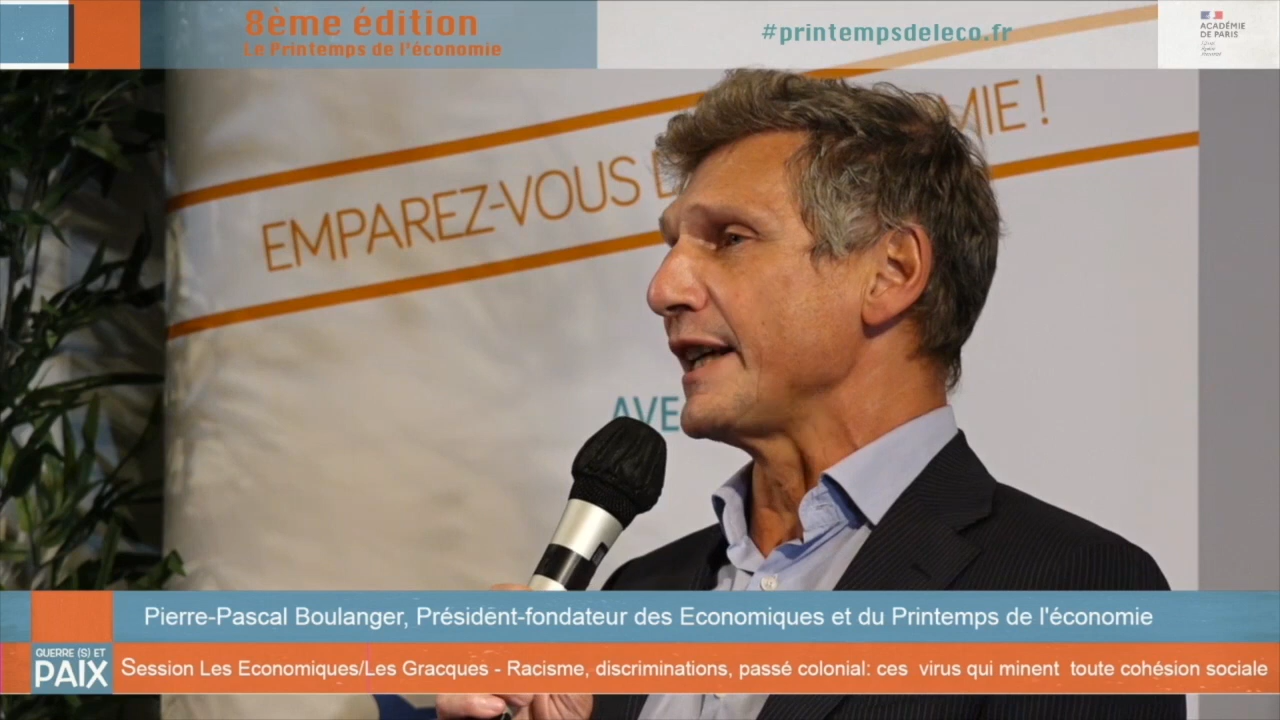 8ème édition
Le Printemps de l'économie
#printempsdeleco.fr
ACADÉMIE
DE PARIS
EMPAREZ-VOUS MIE !
AVE
Pierre-Pascal Boulanger, Président-fondateur des Economiques et du Printemps de l'économie
GUERRE (S) ET
PAIX
Session Les Economiques/Les Gracques - Racisme, discriminations, passé colonial: ces virus qui minent toute cohésion sociale